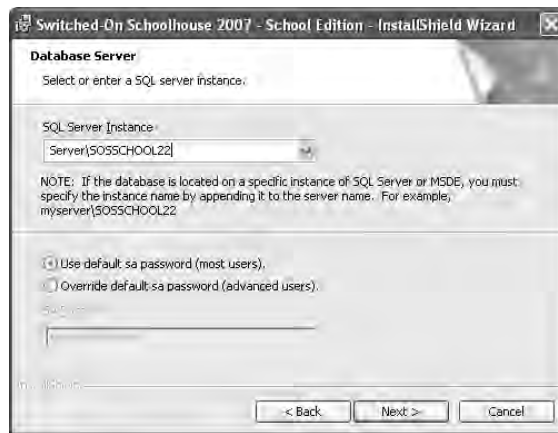 Switched-On Schoolhouse 2007 - School Edition - InstallShield Wizard
Database Server
Select or enter a SQL server instance.
SQL Server Instance
Server\SOSSCHOOL22
NOTE: If the database is located on a specific instance of SQL Server or MSDE, you must
specify the instance name by appending it to the server name. For example,
myserver\SOSSCHOOL22
Use default sa password (most users).
Override default sa password (advanced users).
< Back
Next >
Cancel